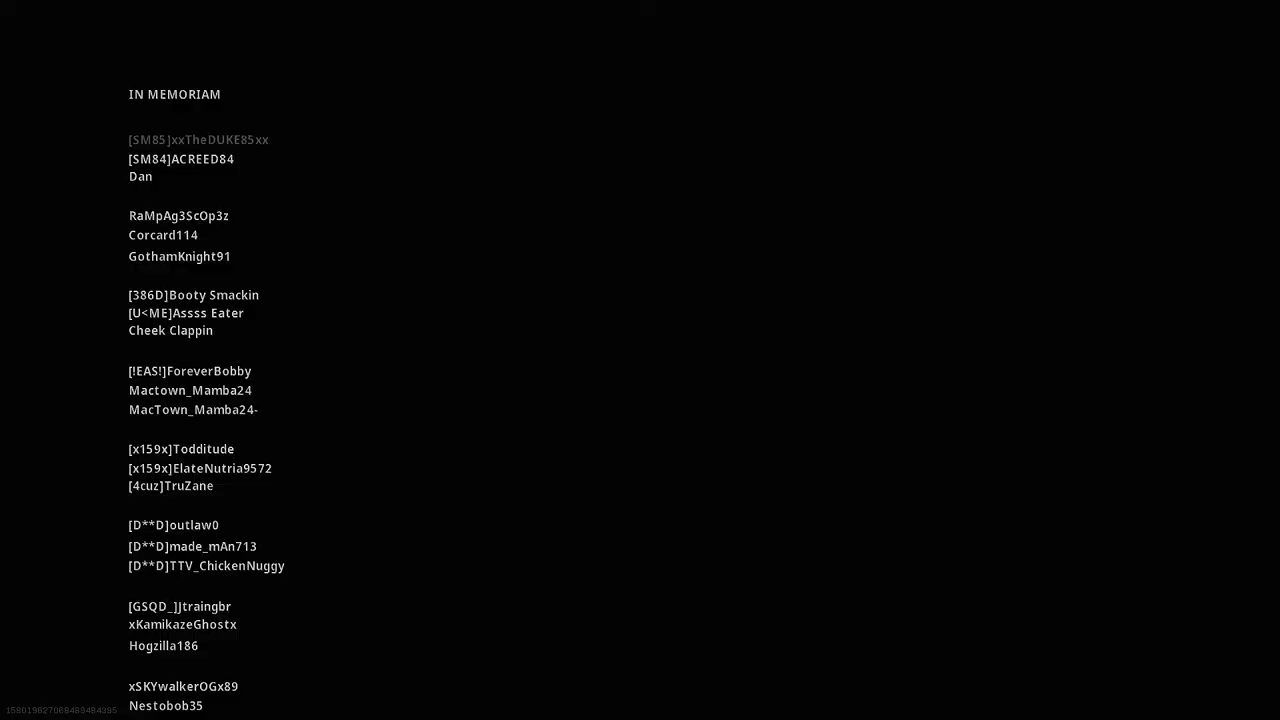 IN MEMORIAM
[SM85]xxTheDUKE85xx
[SM84]ACREED84
Dan
RaMpAg3ScOp3z
Corcard114
GothamKnight91
[386D]Booty Smackin
[U<ME]Assss Eater
Cheek Clappin
[!EAS!]ForeverBobby
Mactown_Mamba24
MacTown_Mamba24-
[x159x]Todditude
[x159x]ElateNutria9572
[4cuz]TruZane
[D**D]outlaw0
[D**D]made_mAn713
[D**D]TTV_ChickenNuggy
[GSQD_]Jtraingbr
xKamikazeGhostx
Hogzilla186
xSKYwalkerOGx89
Nestobob35